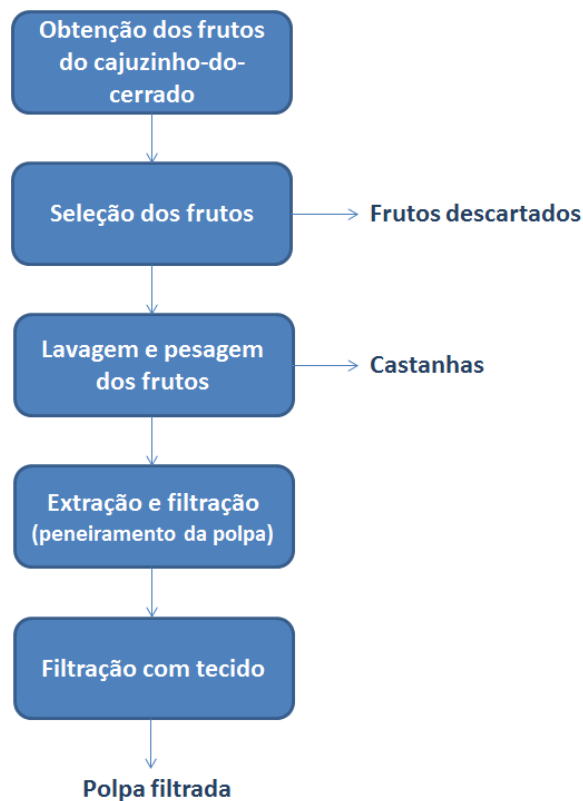 Obtenção dos frutos
do cajuzinho-do-
cerrado
Seleção dos frutos
Frutos descartados
Lavagem e pesagem
dos frutos
Castanhas
Extração e filtração
(peneiramento da polpa)
Filtração com tecido
Polpa filtrada